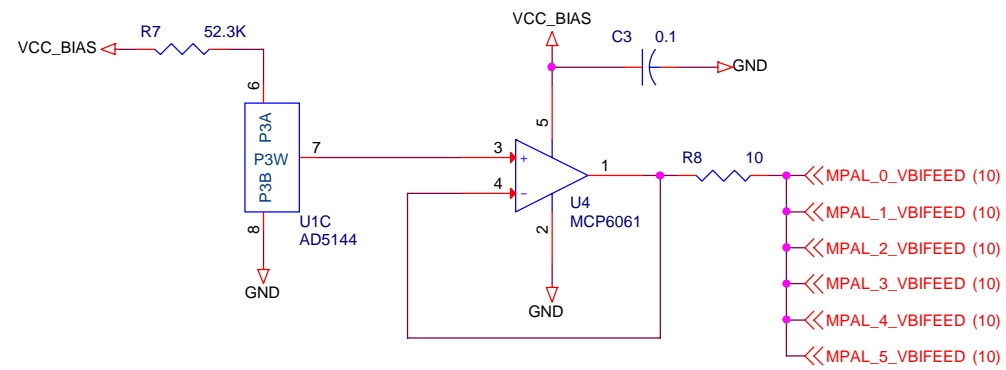 VCC_BIAS
C3 0.1
R7 52.3K
VCC_BIAS
GND
6
5
P3A
P3W
P3B
7
3
+
4
−
1
R8 10
MPAL_0_VBIFEED (10)
MPAL_1_VBIFEED (10)
MPAL_2_VBIFEED (10)
MPAL_3_VBIFEED (10)
MPAL_4_VBIFEED (10)
MPAL_5_VBIFEED (10)
U4
MCP6061
U1C
AD5144
8
2
GND
GND